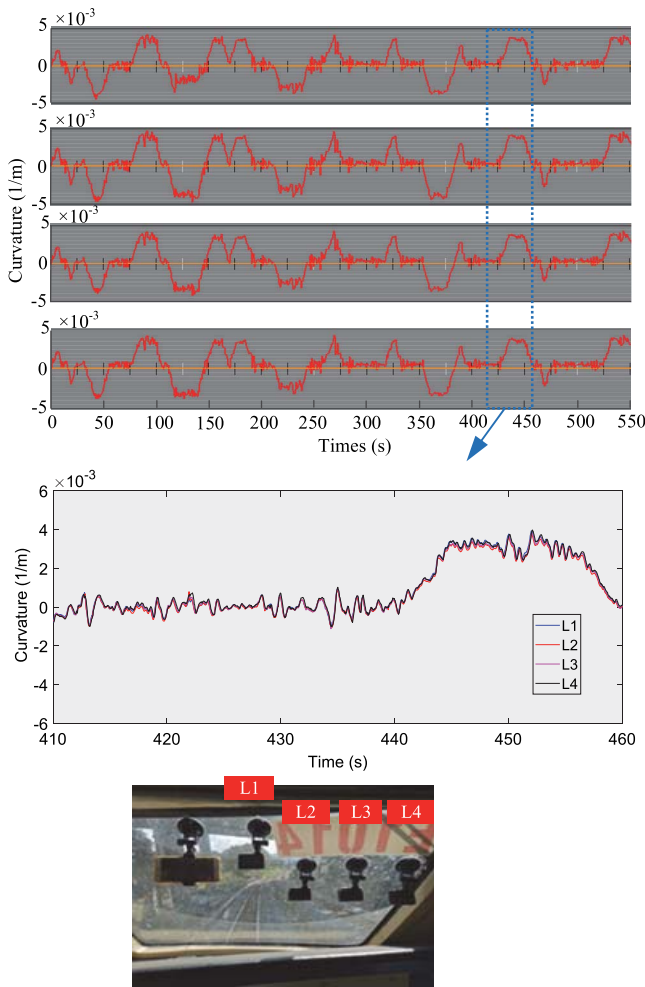 5 ×10⁻³
0
-5
5 ×10⁻³
0
-5
5 ×10⁻³
0
-5
5 ×10⁻³
0
-5
Curvature (1/m)
0 50 100 150 200 250 300 350 400 450 500 550
Times (s)
×10⁻³
6
4
2
0
-2
-4
-6
Curvature (1/m)
L1
L2
L3
L4
410 420 430 440 450 460
Time (s)
L1
L2 L3 L4